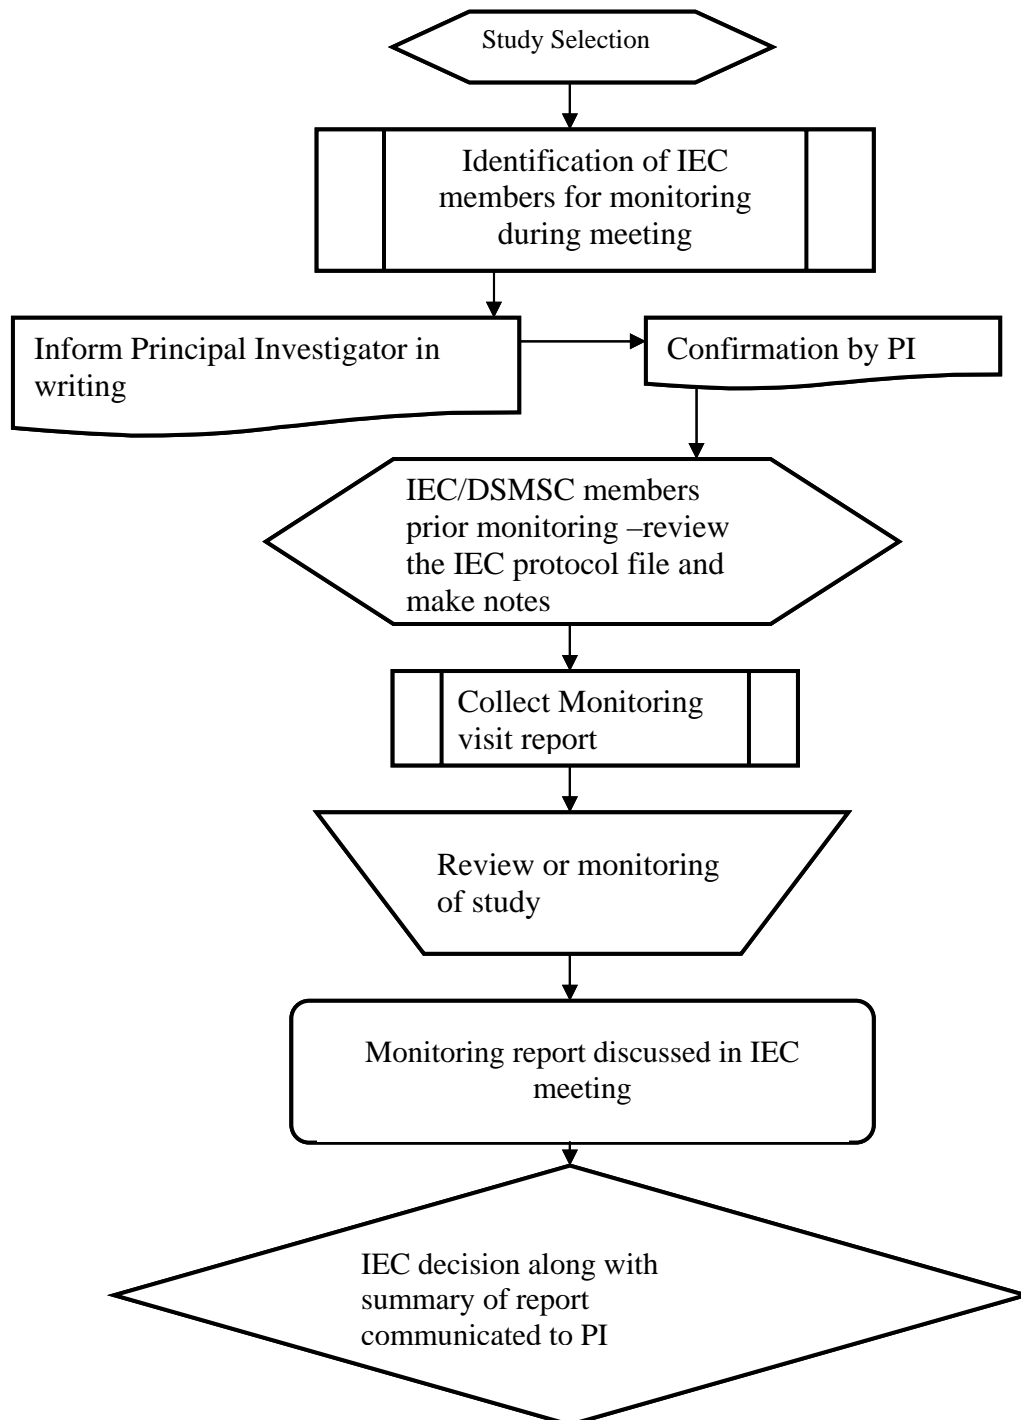 Study Selection
Identification of IEC
members for monitoring
during meeting
Inform Principal Investigator in
writing
Confirmation by PI
IEC/DSMSC members
prior monitoring –review
the IEC protocol file and
make notes
Collect Monitoring
visit report
Review or monitoring
of study
Monitoring report discussed in IEC
meeting
IEC decision along with
summary of report
communicated to PI